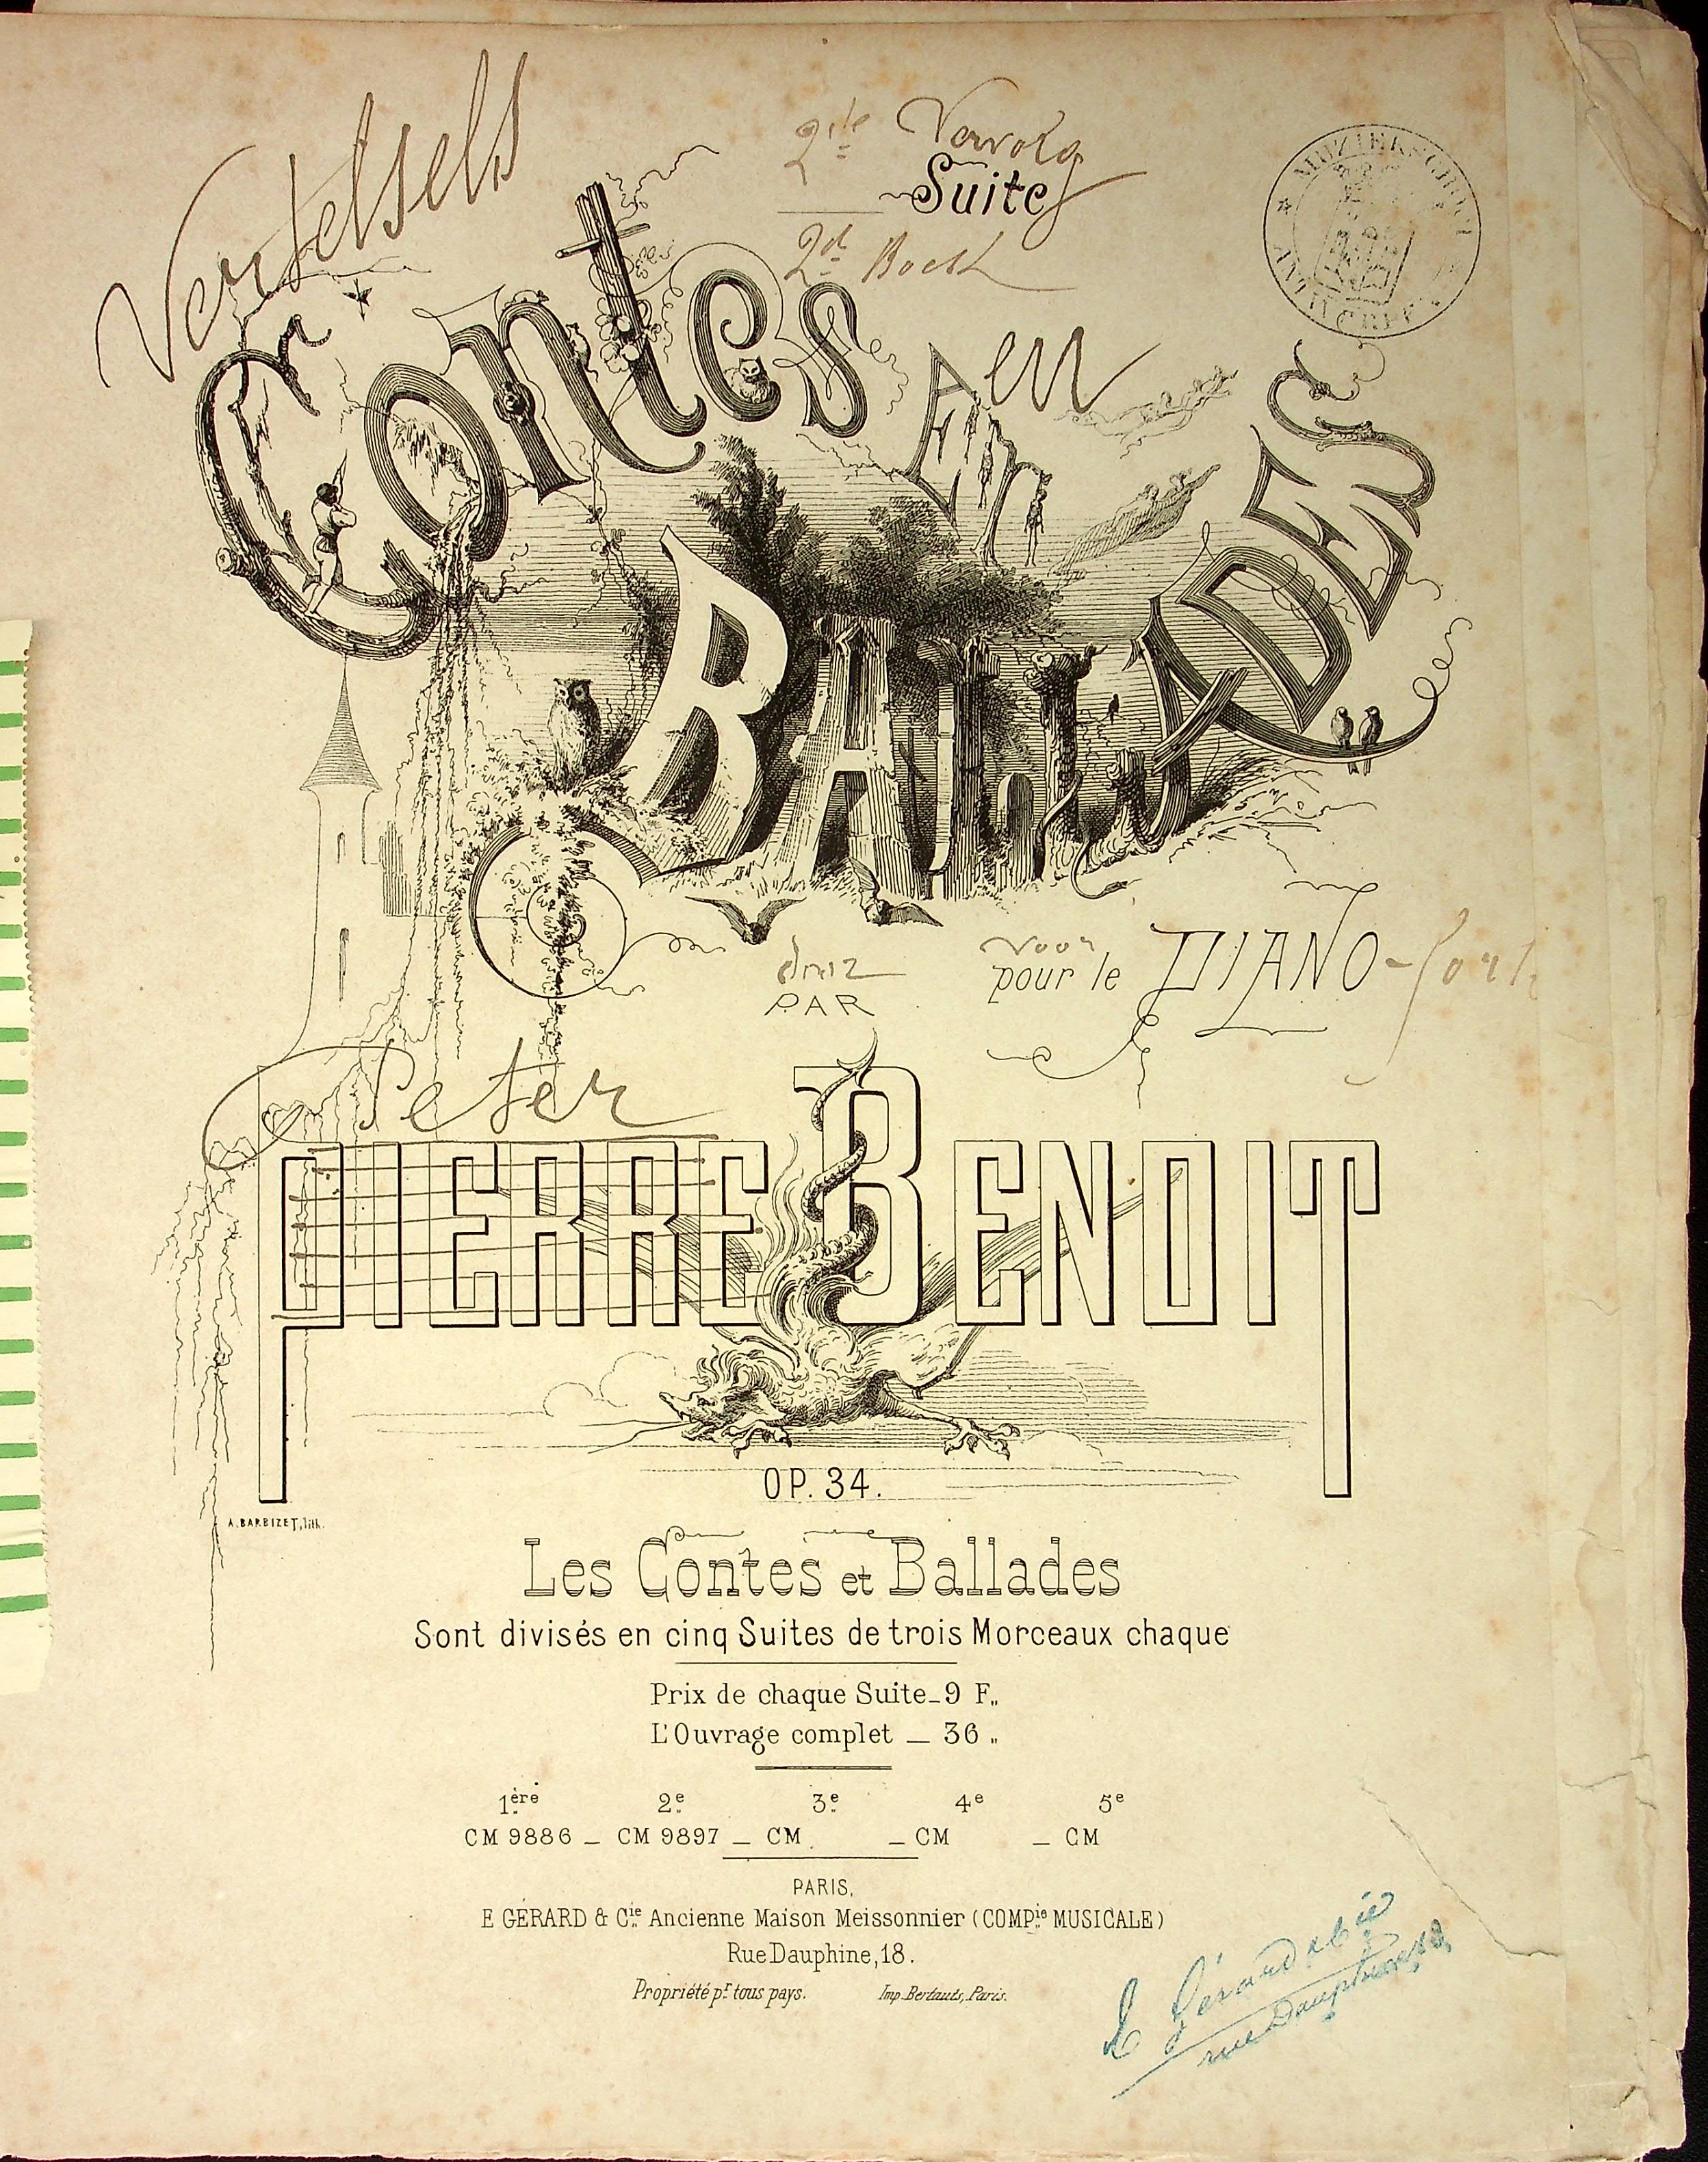 Vertelsels
2de Vervolg
Suite
2d Boek
Contes en
Et
BALLADES
door
PAR
voor
pour le PIANO-forte
Peter
PIERRE BENOIT
OP. 34.
A. BARBIZET, lith.
Les Contes et Ballades
Sont divisés en cinq Suites de trois Morceaux chaque
Prix de chaque Suite_9 F„
L'Ouvrage complet _ 36 „
1ère 2e 3e 4e 5e
CM 9886 _ CM 9897 _ CM _ CM _ CM
PARIS,
E GÉRARD & Cie Ancienne Maison Meissonnier (COMPie MUSICALE)
Rue Dauphine, 18.
Propriété pr tous pays. Imp. Bertauts, Paris.
E Gérard & Cie
rue Dauphine 18